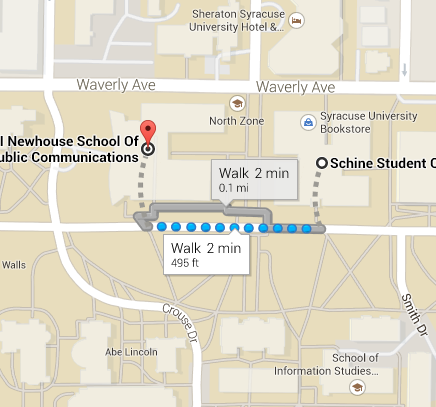 Sheraton Syracuse
University Hotel &...
Waverly Ave
Waverly Ave
North Zone
Syracuse University
Bookstore
I Newhouse School Of
ublic Communications
Schine Student C
Walk 2 min
0.1 mi
Walk 2 min
495 ft
Walls
Crouse Dr
Smith Dr
Abe Lincoln
School of
Information Studies...